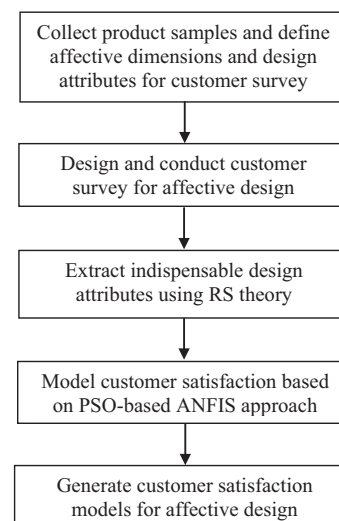 Collect product samples and define
affective dimensions and design
attributes for customer survey
Design and conduct customer
survey for affective design
Extract indispensable design
attributes using RS theory
Model customer satisfaction based
on PSO-based ANFIS approach
Generate customer satisfaction
models for affective design